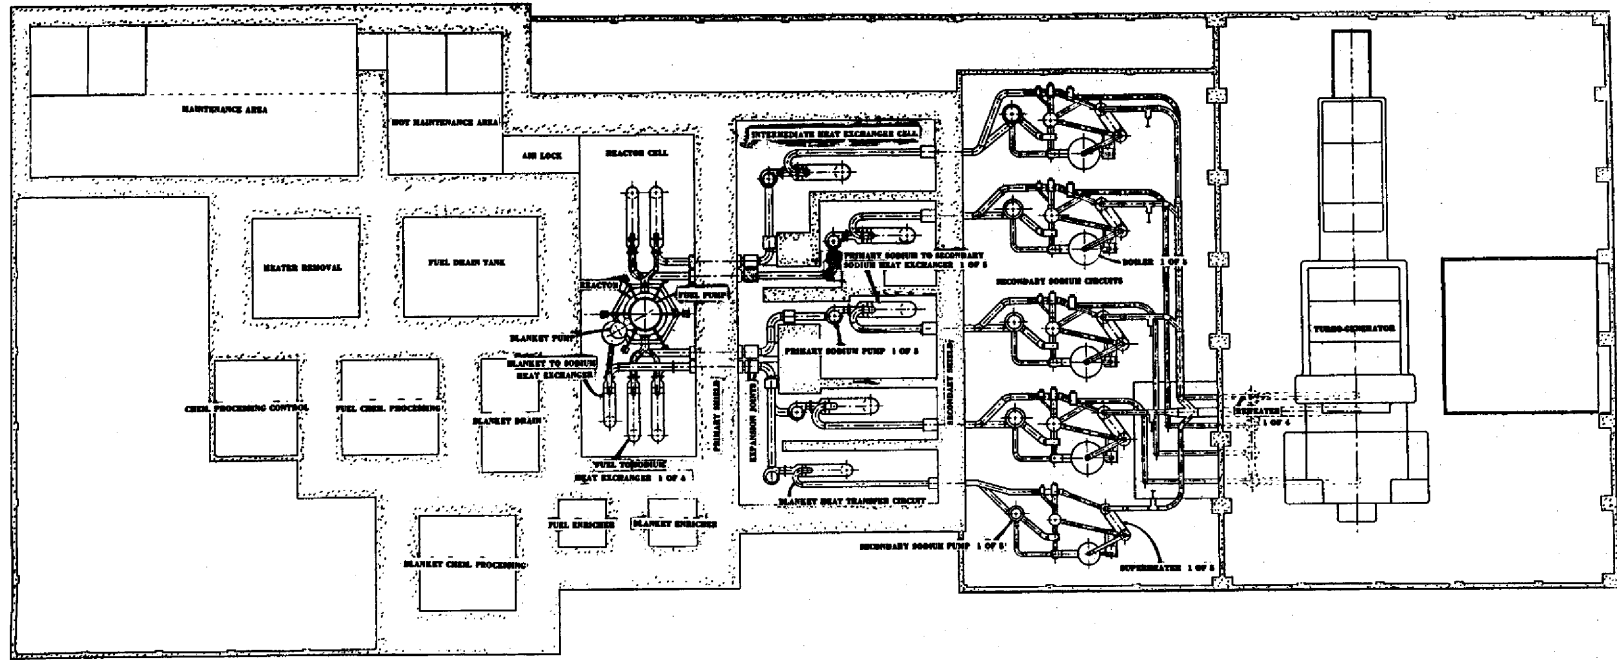 MAINTENANCE AREA
HOT MAINTENANCE AREA
AIR LOCK
REACTOR CELL
INTERMEDIATE HEAT EXCHANGER CELL
HEATER REMOVAL
FUEL DRAIN TANK
REACTOR
FUEL PUMP
PRIMARY SODIUM TO SECONDARY
SODIUM HEAT EXCHANGER 1 OF 5
BOILER 1 OF 5
SECONDARY SODIUM CIRCUITS
TURBO-GENERATOR
BLANKET PUMP
BLANKET TO SODIUM
HEAT EXCHANGER
PRIMARY SODIUM PUMP 1 OF 5
CHEM. PROCESSING CONTROL
FUEL CHEM. PROCESSING
BLANKET DRAIN
PRIMARY SHIELD
EXPANSION JOINTS
SECONDARY SHIELD
REHEATER
1 OF 4
FUEL TO SODIUM
HEAT EXCHANGER 1 OF 4
BLANKET HEAT TRANSFER CIRCUIT
FUEL ENRICHER
BLANKET ENRICHER
SECONDARY SODIUM PUMP 1 OF 5
BLANKET CHEM. PROCESSING
SUPERHEATER 1 OF 5